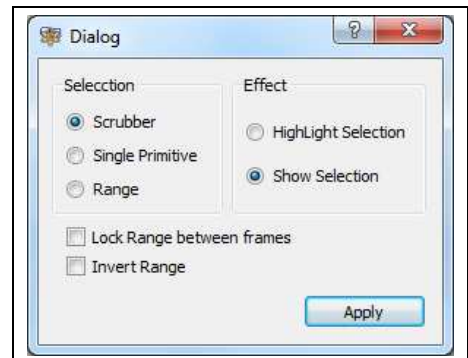 Dialog
Selecction
Scrubber
Single Primitive
Range
Effect
HighLight Selection
Show Selection
Lock Range between frames
Invert Range
Apply